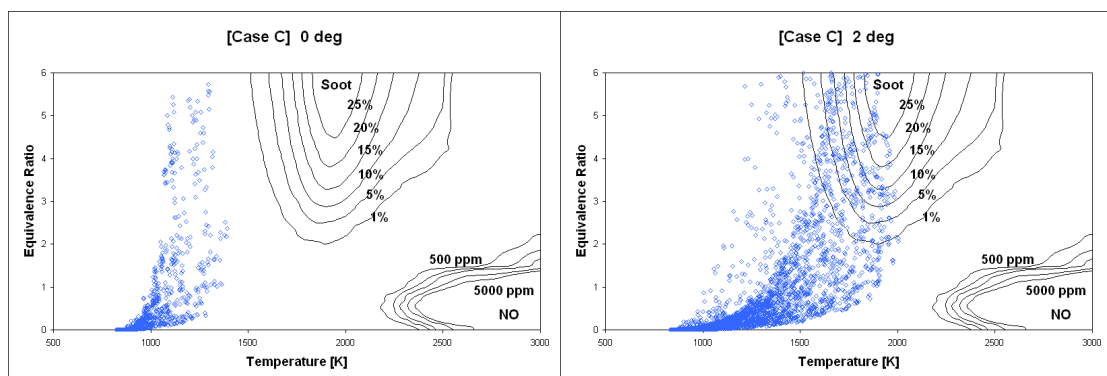 [Case C] 0 deg
6
5
4
3
2
1
0
Equivalence Ratio
Soot
25%
20%
15%
10%
5%
1%
500 ppm
5000 ppm
NO
500
1000
1500
2000
2500
3000
Temperature [K]
[Case C] 2 deg
6
5
4
3
2
1
0
Equivalence Ratio
Soot
25%
20%
15%
10%
5%
1%
500 ppm
5000 ppm
NO
500
1000
1500
2000
2500
3000
Temperature [K]